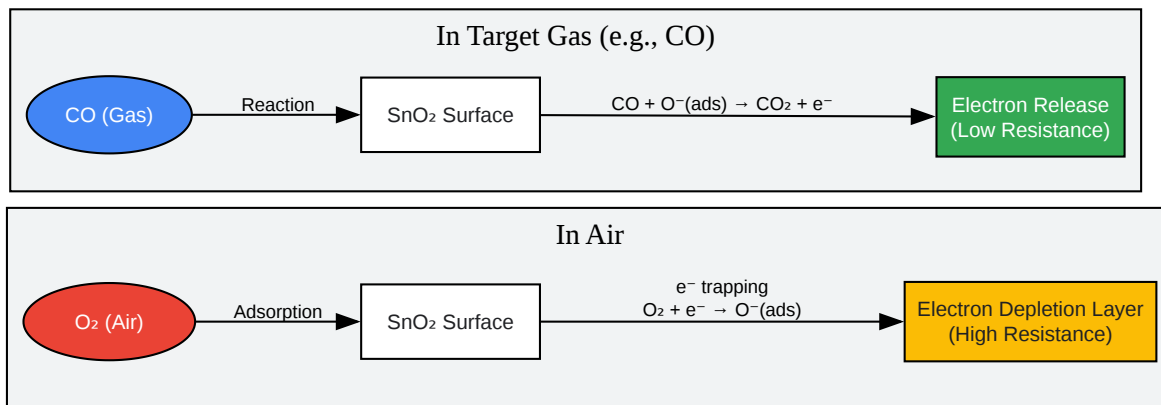 In Target Gas (e.g., CO)
CO (Gas)
Reaction
SnO₂ Surface
CO + O⁻(ads) → CO₂ + e⁻
Electron Release
(Low Resistance)
In Air
O₂ (Air)
Adsorption
SnO₂ Surface
e⁻ trapping
O₂ + e⁻ → O⁻(ads)
Electron Depletion Layer
(High Resistance)